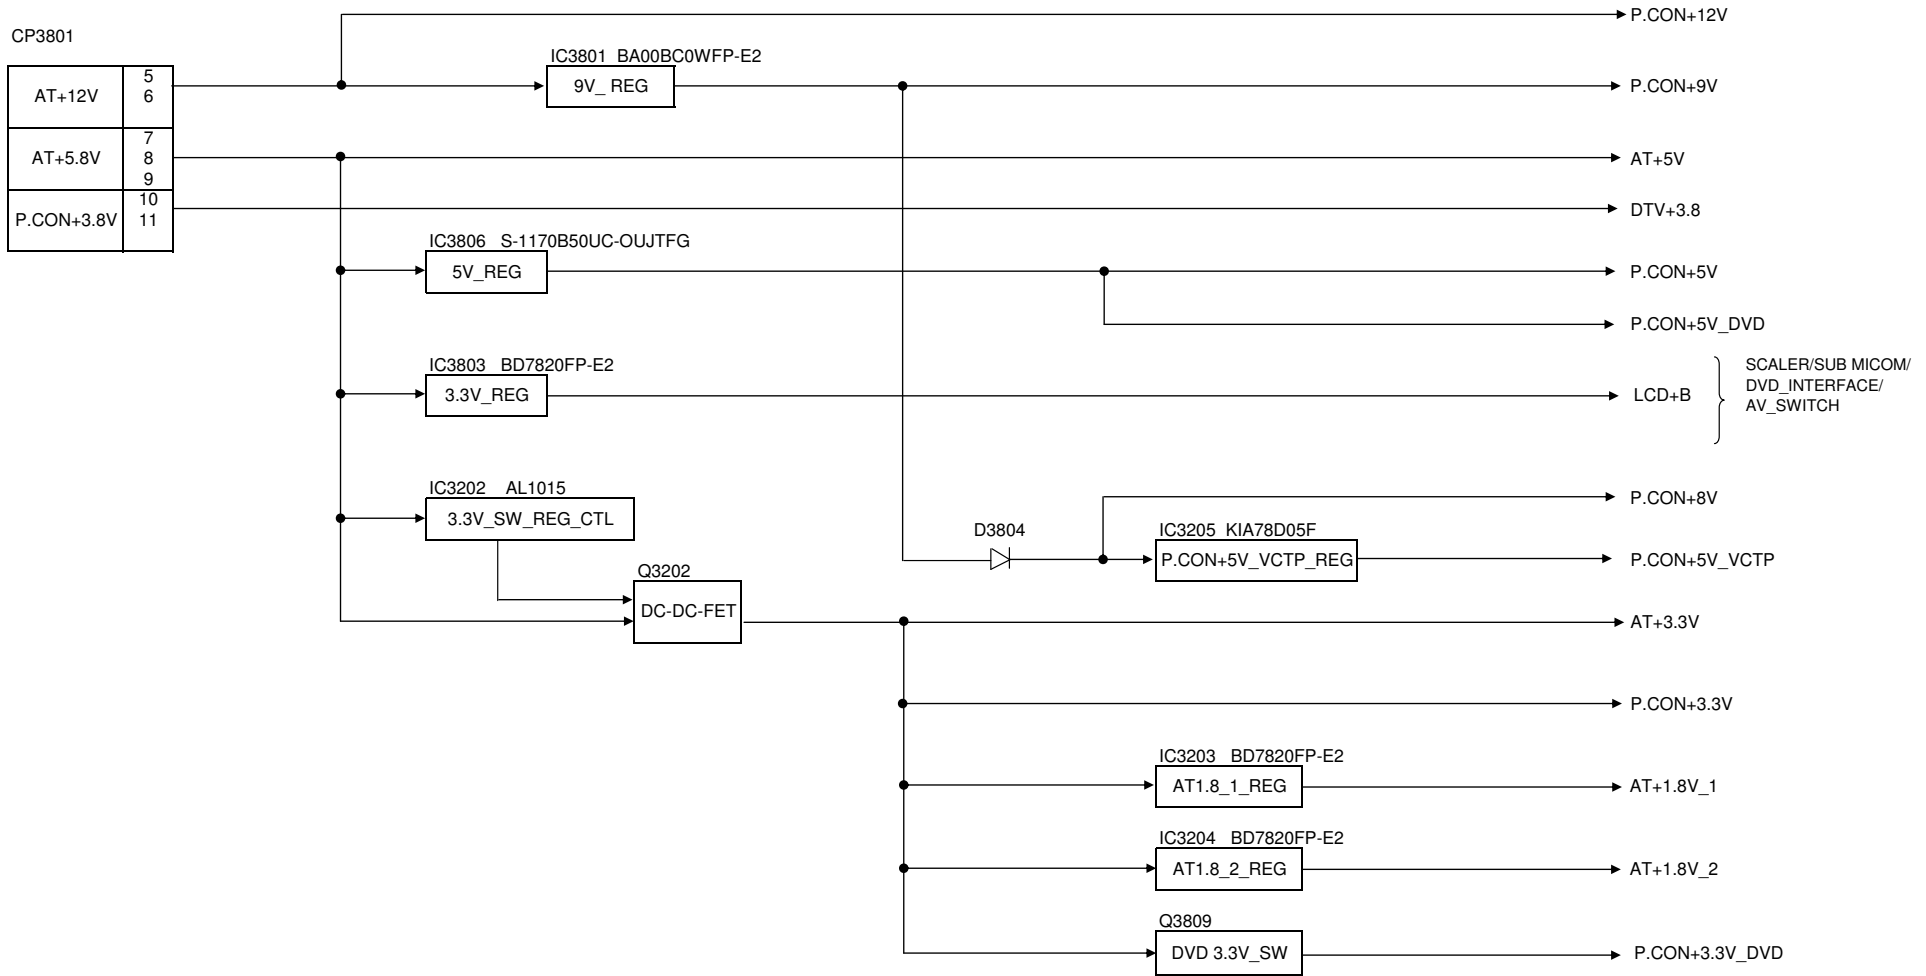 P.CON+12V
CP3801
IC3801 BA00BC0WFP-E2
5
AT+12V
6
9V_ REG
P.CON+9V
7
AT+5.8V
8
AT+5V
9
10
P.CON+3.8V
11
DTV+3.8
IC3806 S-1170B50UC-OUJTFG
5V_REG
P.CON+5V
P.CON+5V_DVD
IC3803 BD7820FP-E2
3.3V_REG
LCD+B
SCALER/SUB MICOM/
DVD_INTERFACE/
AV_SWITCH
IC3202 AL1015
3.3V_SW_REG_CTL
P.CON+8V
D3804
IC3205 KIA78D05F
P.CON+5V_VCTP_REG
P.CON+5V_VCTP
Q3202
DC-DC-FET
AT+3.3V
P.CON+3.3V
IC3203 BD7820FP-E2
AT1.8_1_REG
AT+1.8V_1
IC3204 BD7820FP-E2
AT1.8_2_REG
AT+1.8V_2
Q3809
DVD 3.3V_SW
P.CON+3.3V_DVD